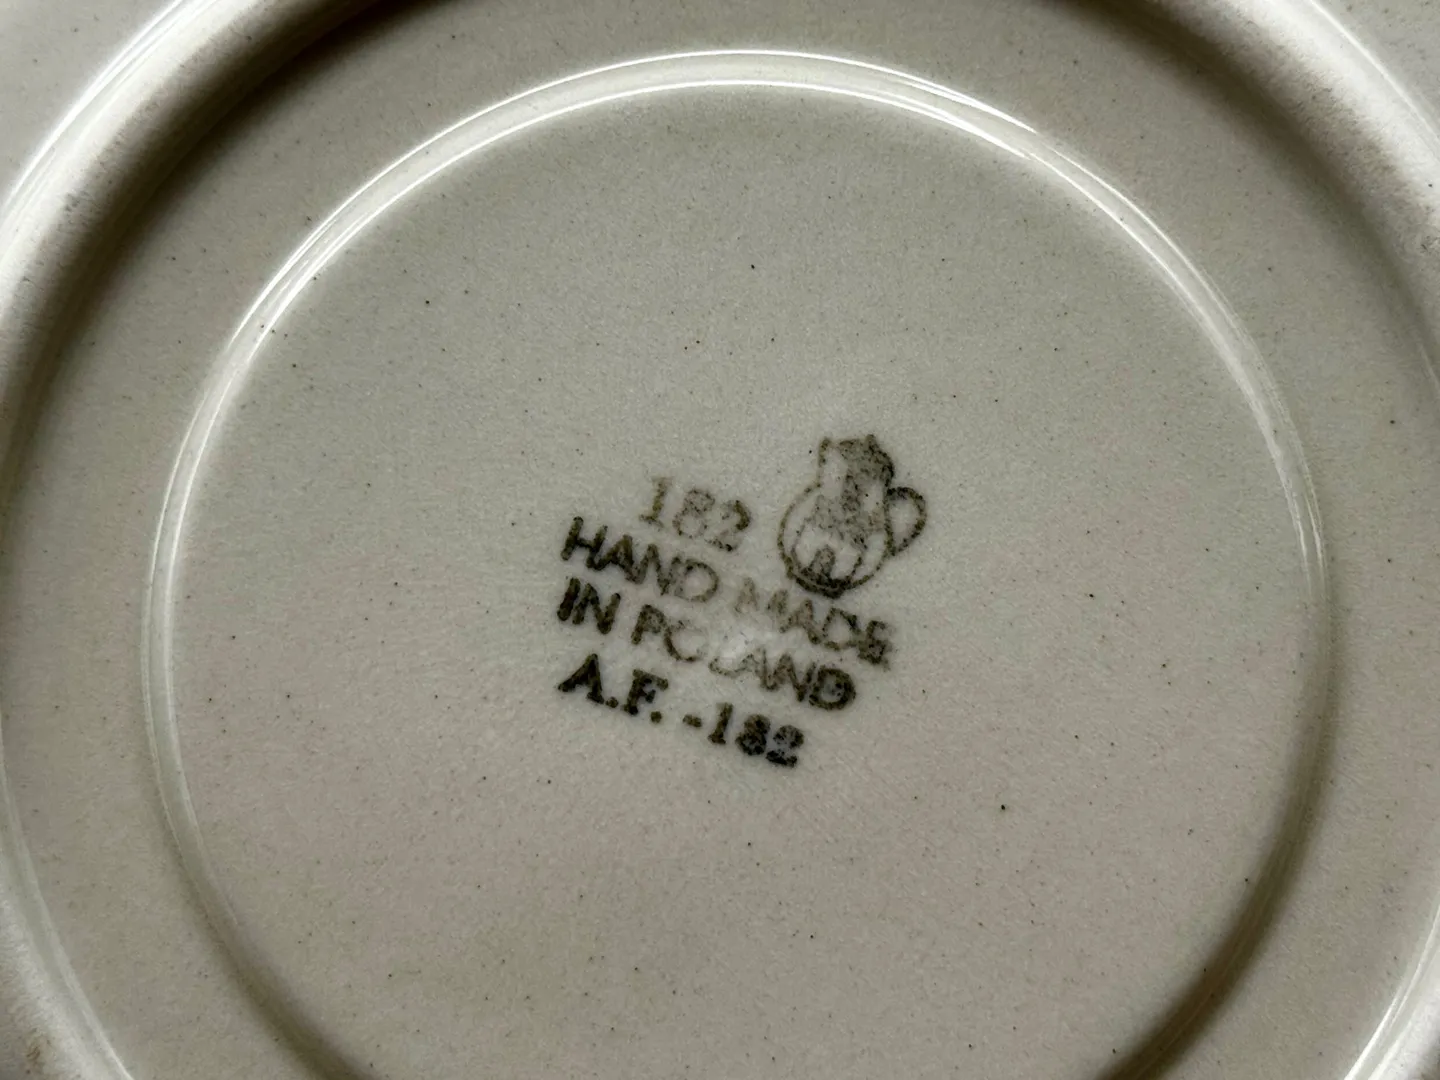 182
HAND MADE
IN POLAND
A.F. -182